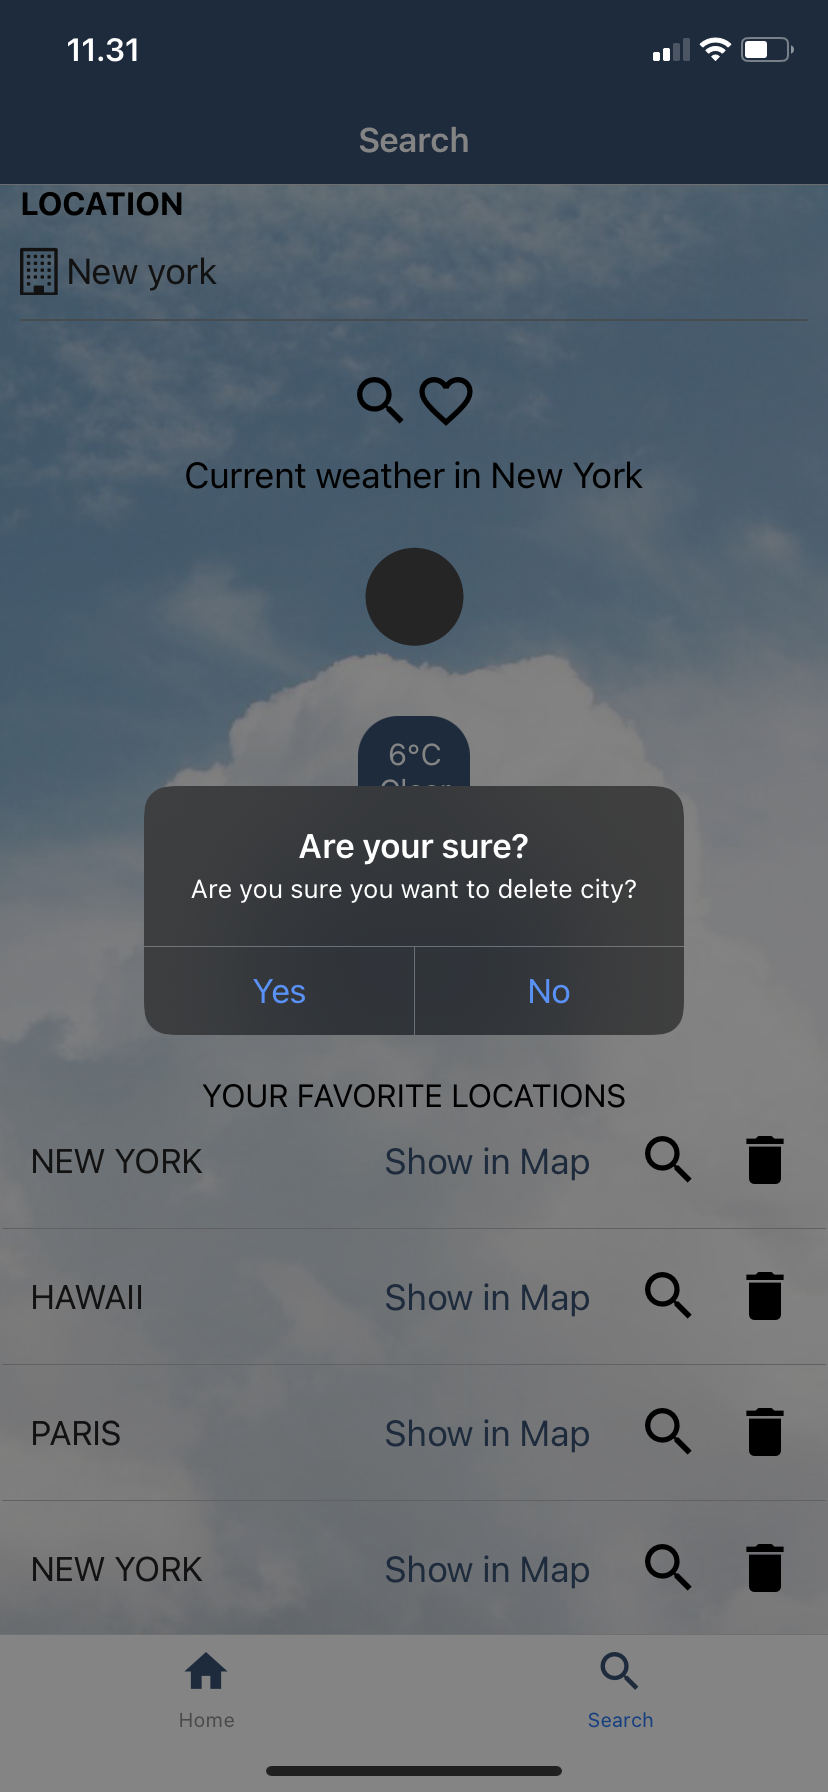 11.31
Search
LOCATION
New york
Current weather in New York
6°C
Are your sure?
Are you sure you want to delete city?
Yes No
YOUR FAVORITE LOCATIONS
NEW YORK Show in Map
HAWAII Show in Map
PARIS Show in Map
NEW YORK Show in Map
Home Search